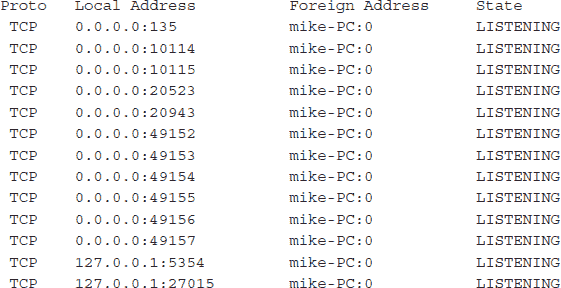 Proto Local Address Foreign Address State
TCP 0.0.0.0:135 mike-PC:0 LISTENING
TCP 0.0.0.0:10114 mike-PC:0 LISTENING
TCP 0.0.0.0:10115 mike-PC:0 LISTENING
TCP 0.0.0.0:20523 mike-PC:0 LISTENING
TCP 0.0.0.0:20943 mike-PC:0 LISTENING
TCP 0.0.0.0:49152 mike-PC:0 LISTENING
TCP 0.0.0.0:49153 mike-PC:0 LISTENING
TCP 0.0.0.0:49154 mike-PC:0 LISTENING
TCP 0.0.0.0:49155 mike-PC:0 LISTENING
TCP 0.0.0.0:49156 mike-PC:0 LISTENING
TCP 0.0.0.0:49157 mike-PC:0 LISTENING
TCP 127.0.0.1:5354 mike-PC:0 LISTENING
TCP 127.0.0.1:27015 mike-PC:0 LISTENING